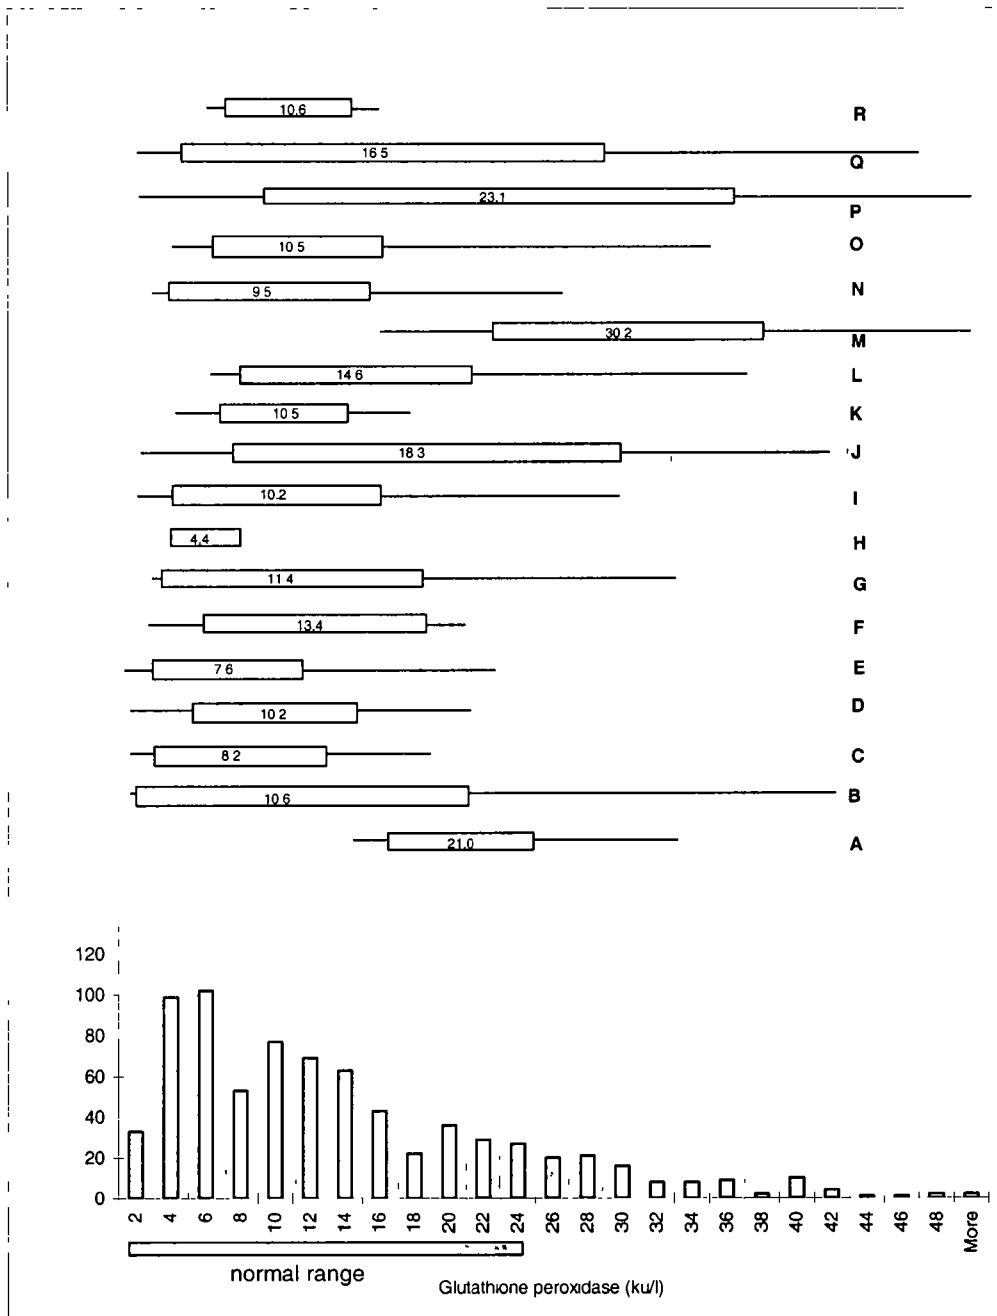 10.6 R
16 5 Q
23.1 P
10 5 O
9 5 N
30 2 M
14 6 L
10 5 K
18 3 J
10.2 I
4.4 H
11 4 G
13.4 F
7 6 E
10 2 D
8 2 C
10 6 B
21.0 A
120
100
80
60
40
20
0
2 4 6 8 10 12 14 16 18 20 22 24 26 28 30 32 34 36 38 40 42 44 46 48 More
normal range
Glutathione peroxidase (ku/l)